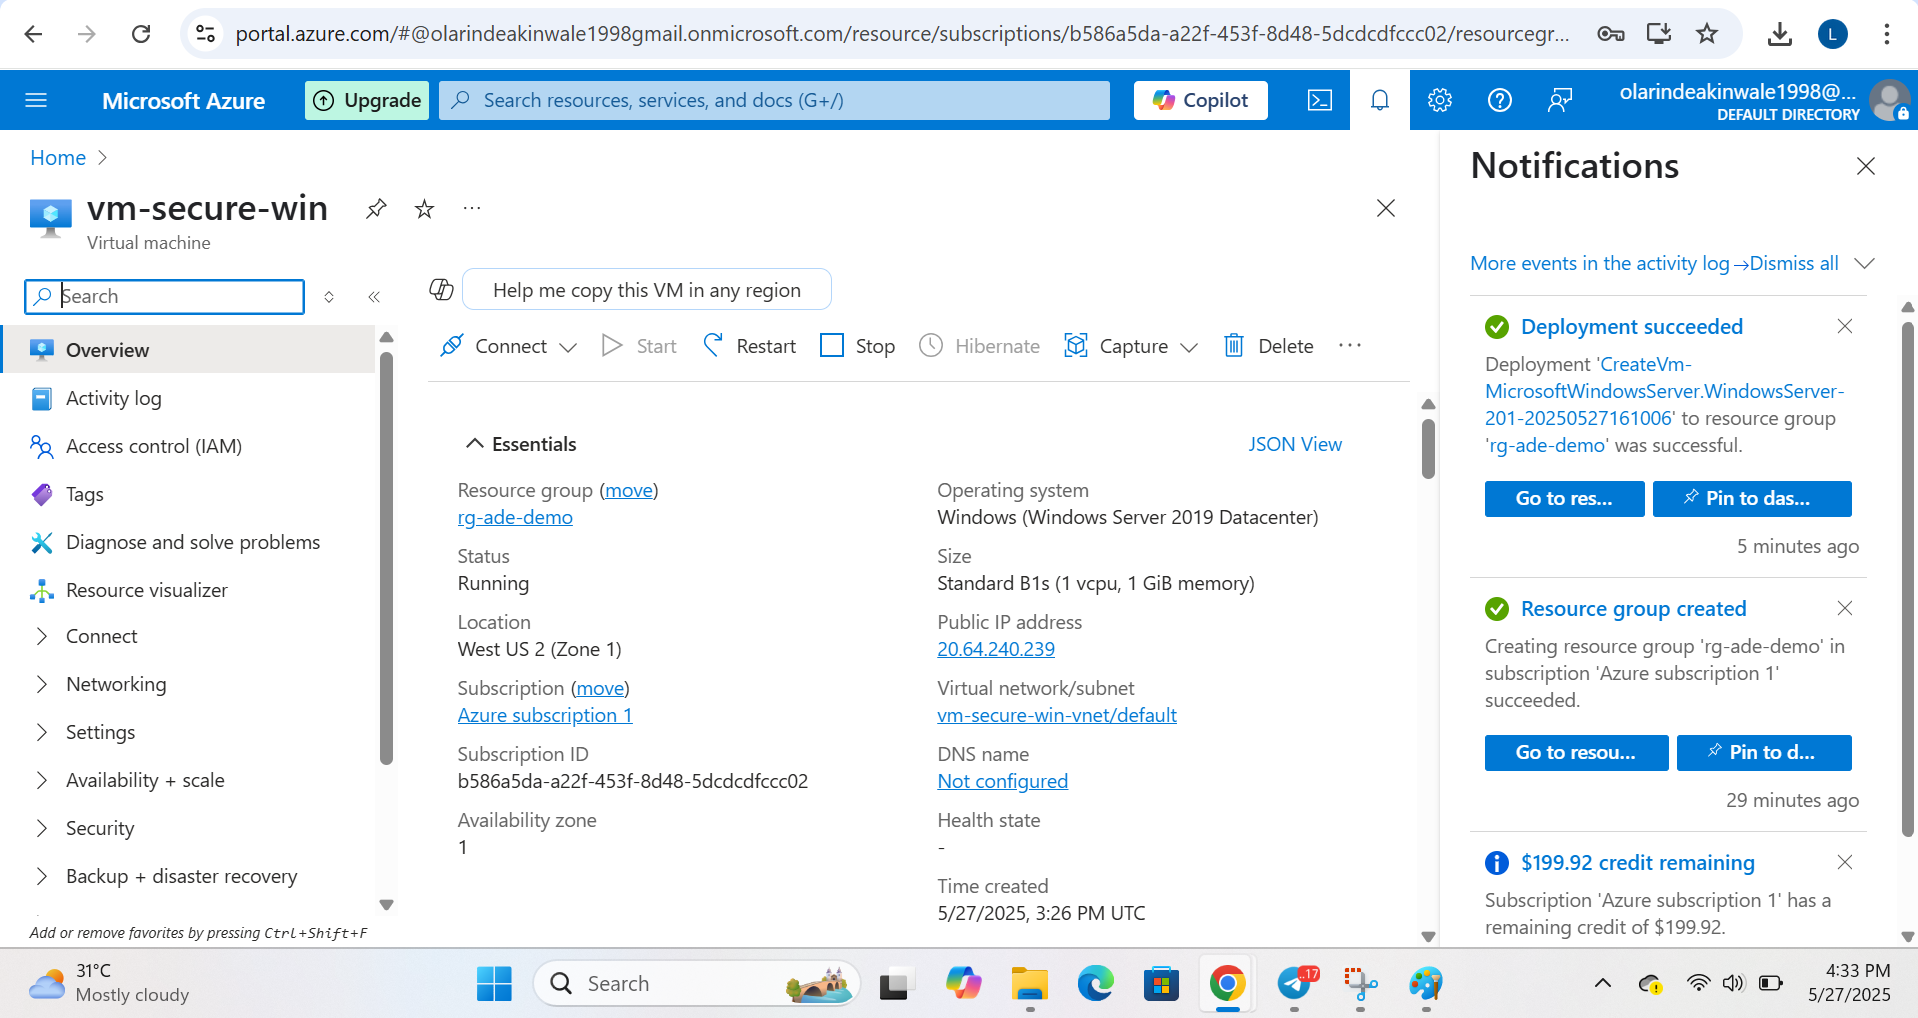 portal.azure.com/#@olarindeakinwale1998gmail.onmicrosoft.com/resource/subscriptions/b586a5da-a22f-453f-8d48-5dcdcdfccc02/resourcegr...
L
Microsoft Azure
Upgrade
Search resources, services, and docs (G+/)
Copilot
olarindeakinwale1998@...
DEFAULT DIRECTORY
Home
vm-secure-win
Virtual machine
Search
Overview
Activity log
Access control (IAM)
Tags
Diagnose and solve problems
Resource visualizer
Connect
Networking
Settings
Availability + scale
Security
Backup + disaster recovery
Add or remove favorites by pressing Ctrl+Shift+F
Help me copy this VM in any region
Connect
Start
Restart
Stop
Hibernate
Capture
Delete
Essentials
JSON View
Resource group (move)
rg-ade-demo
Status
Running
Location
West US 2 (Zone 1)
Subscription (move)
Azure subscription 1
Subscription ID
b586a5da-a22f-453f-8d48-5dcdcdfccc02
Availability zone
1
Operating system
Windows (Windows Server 2019 Datacenter)
Size
Standard B1s (1 vcpu, 1 GiB memory)
Public IP address
20.64.240.239
Virtual network/subnet
vm-secure-win-vnet/default
DNS name
Not configured
Health state
-
Time created
5/27/2025, 3:26 PM UTC
Notifications
More events in the activity log→
Dismiss all
Deployment succeeded
Deployment 'CreateVm-
MicrosoftWindowsServer.WindowsServer-
201-20250527161006' to resource group
'rg-ade-demo' was successful.
Go to res...
Pin to das...
5 minutes ago
Resource group created
Creating resource group 'rg-ade-demo' in
subscription 'Azure subscription 1'
succeeded.
Go to resou...
Pin to d...
29 minutes ago
$199.92 credit remaining
Subscription 'Azure subscription 1' has a
remaining credit of $199.92.
31°C
Mostly cloudy
Search
..17
4:33 PM
5/27/2025